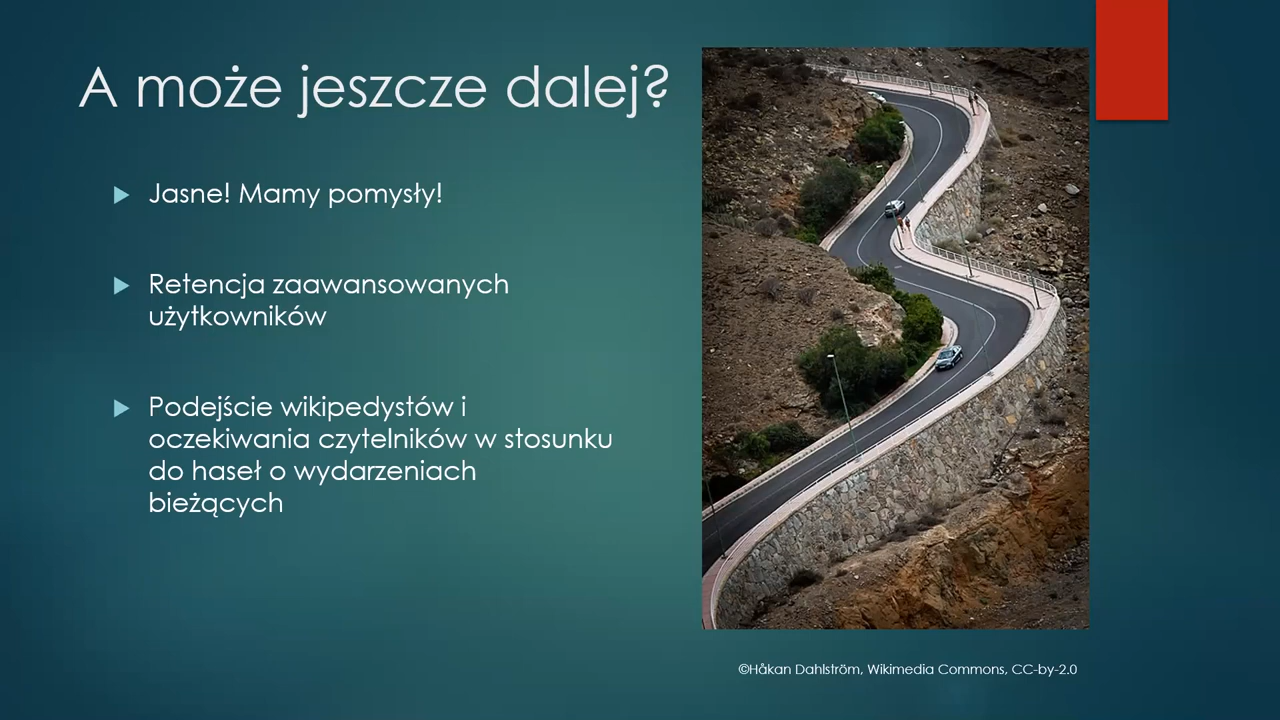 A może jeszcze dalej?
Jasne! Mamy pomysły!
Retencja zaawansowanych
użytkowników
Podejście wikipedystów i
oczekiwania czytelników w stosunku
do haseł o wydarzeniach
bieżących
©Håkan Dahlström, Wikimedia Commons, CC-by-2.0